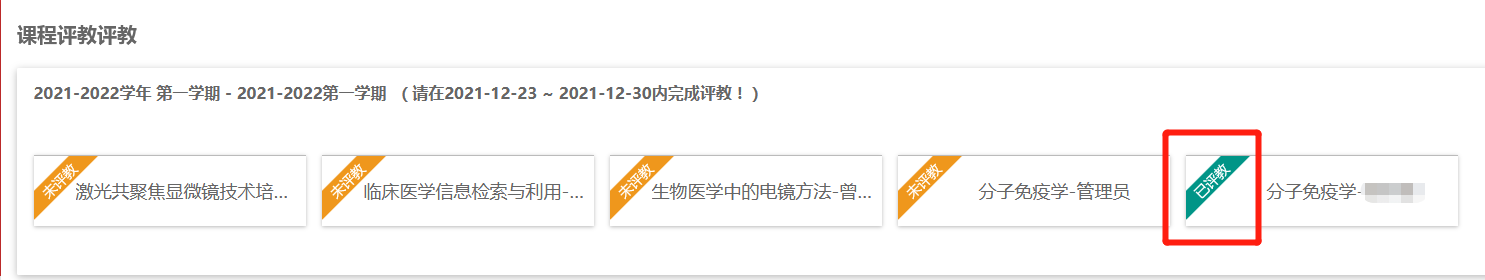 课程评教评教
2021-2022学年 第一学期 - 2021-2022第一学期 （请在2021-12-23 ~ 2021-12-30内完成评教！）
未评教
激光共聚焦显微镜技术培...
未评教
临床医学信息检索与利用-...
未评教
生物医学中的电镜方法-曾...
未评教
分子免疫学-管理员
已评教
分子免疫学-